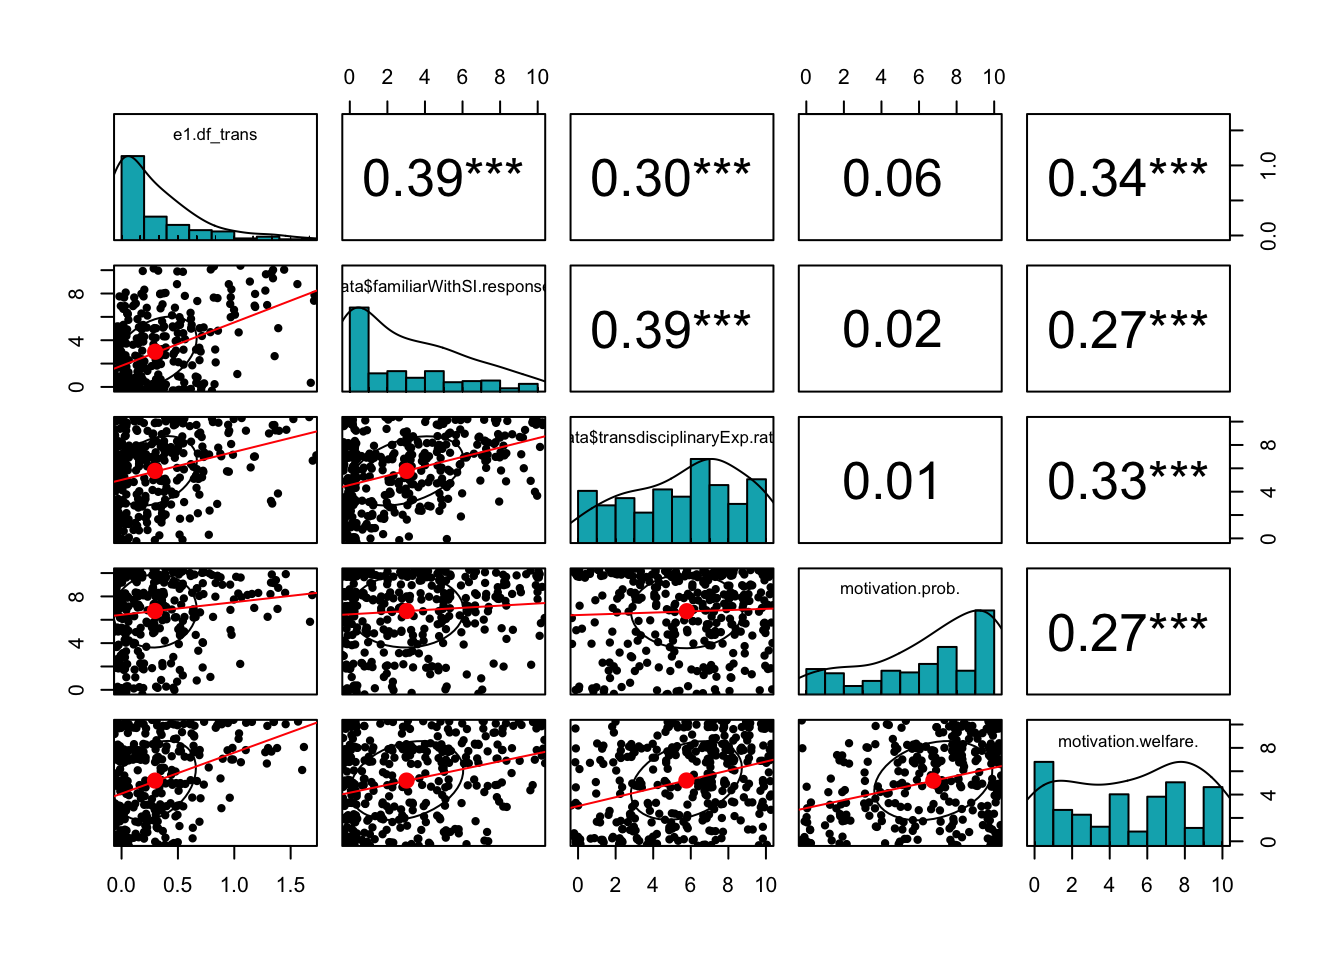 0 2 4 6 8 10 0 2 4 6 8 10
e1.df_trans 0.39*** 0.30*** 0.06 0.34*** 0.0 1.0
0 4 8 ata$familiarWithSI.response 0.39*** 0.02 0.27***
ata$transdisciplinaryExp.rat 0.01 0.33*** 0 4 8
0 4 8 motivation.prob. 0.27***
motivation.welfare. 0 4 8
0.0 0.5 1.0 1.5 0 2 4 6 8 10 0 2 4 6 8 10